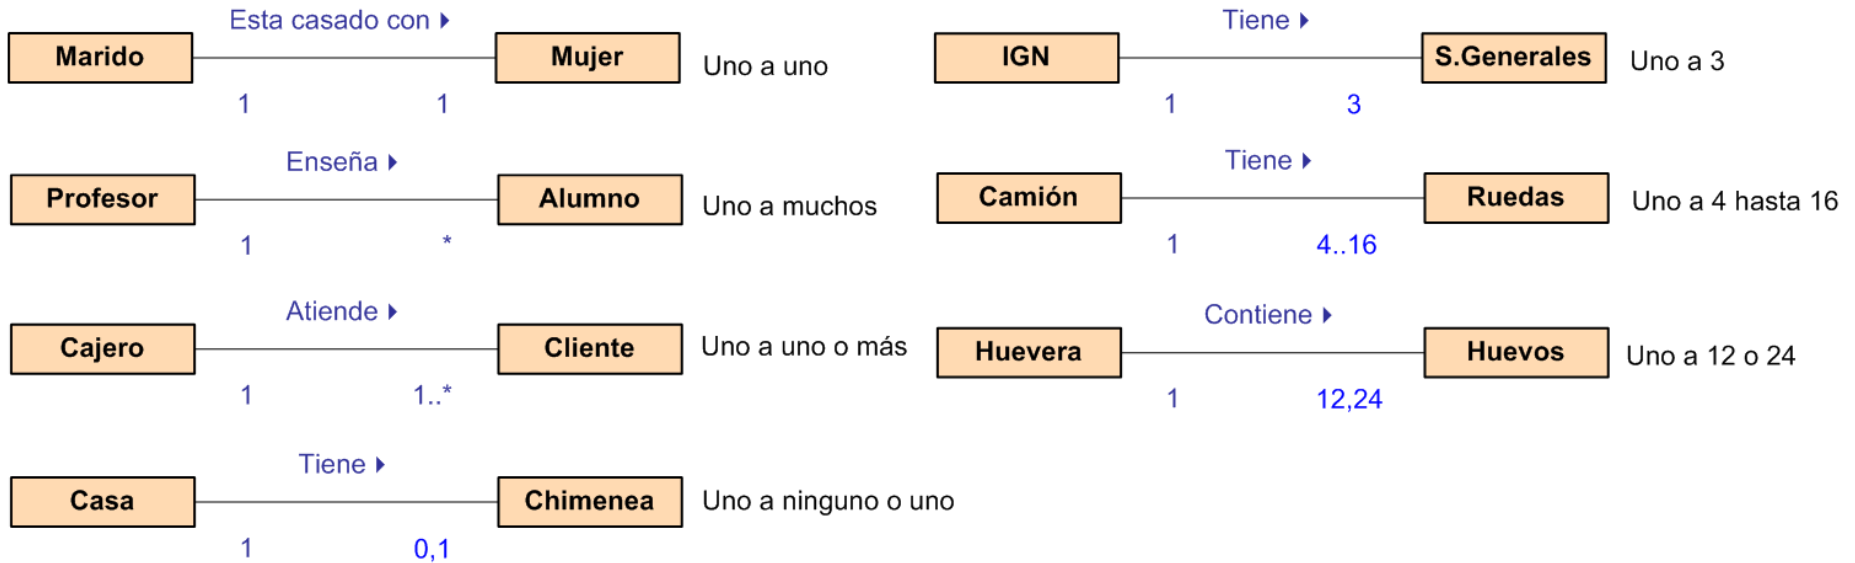 Esta casado con
Marido
Mujer
Uno a uno
1
1
Enseña
Profesor
Alumno
Uno a muchos
1
*
Atiende
Cajero
Cliente
Uno a uno o más
1
1..*
Tiene
Casa
Chimenea
Uno a ninguno o uno
1
0,1
Tiene
IGN
S.Generales
Uno a 3
1
3
Tiene
Camión
Ruedas
Uno a 4 hasta 16
1
4..16
Contiene
Huevera
Huevos
Uno a 12 o 24
1
12,24